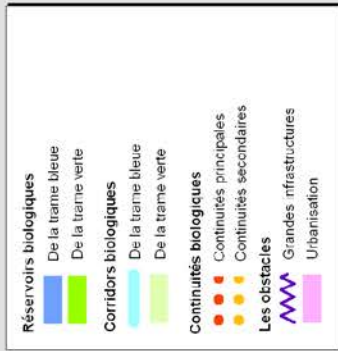 Réservoirs biologiques
De la trame bleue
De la trame verte
Corridors biologiques
De la trame bleue
De la trame verte
Continuités biologiques
Continuités principales
Continuités secondaires
Les obstacles
Grandes nfrastructures
Urbanisation